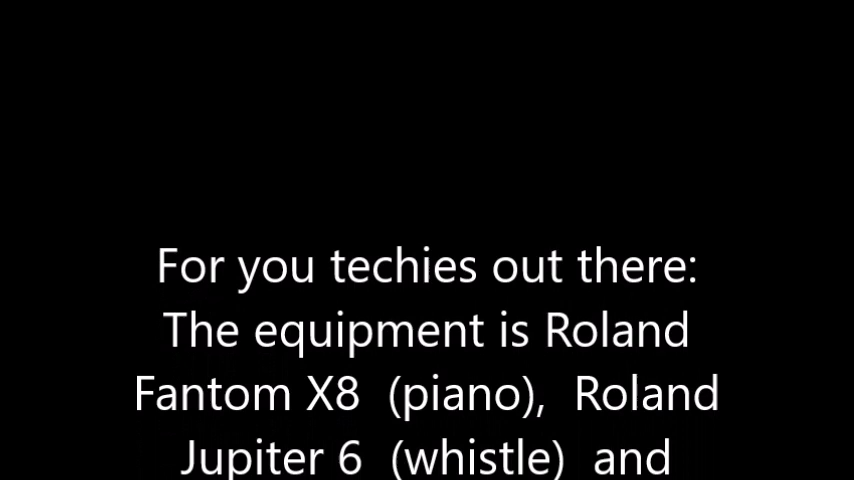 For you techies out there:
The equipment is Roland
Fantom X8  (piano),  Roland
Jupiter 6  (whistle)  and